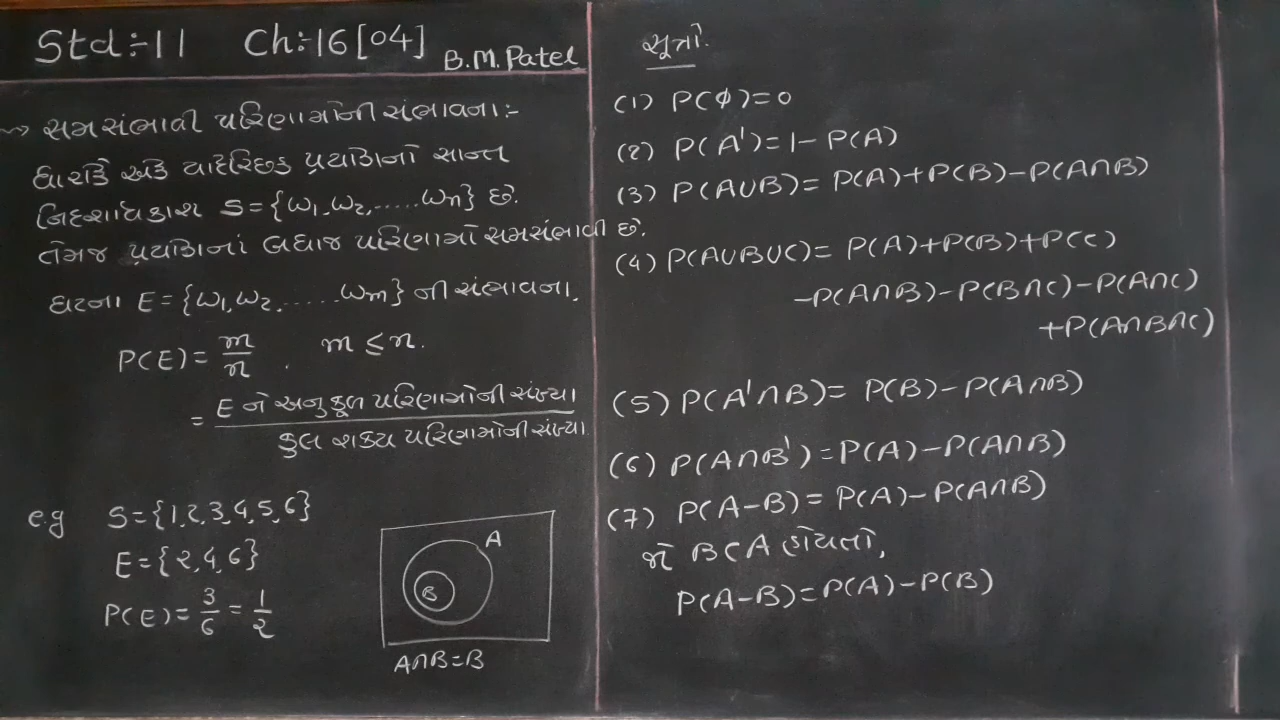 Std:-11 Ch:-16[04] B.M.Patel
સમસંભાવી પરિણામોની સંભાવના:-
ધારોકે એક યાદૈચ્છિક પ્રયોગનો સાન્ત
નિદર્શાવકાશ S={ω1,ω2,.....ωn} છે.
તેમજ પ્રયોગનાં બધાજ પરિણામો સમસંભાવી છે.
ઘટના E={ω1,ω2,......ωm} ની સંભાવના.
P(E)= m/n . m ≤ n.
= E ને અનુકૂળ પરિણામોની સંખ્યા
કુલ શક્ય પરિણામોની સંખ્યા
e.g S={1,2,3,4,5,6}
E={2,4,6}
P(E)= 3/6 = 1/2
A
B
A∩B=B
સૂત્રો.
(1) P(φ)=0
(2) P(A')=1-P(A)
(3) P(A∪B)= P(A)+P(B)-P(A∩B)
(4) P(A∪B∪C)= P(A)+P(B)+P(C)
-P(A∩B)-P(B∩C)-P(A∩C)
+P(A∩B∩C)
(5) P(A'∩B)= P(B)-P(A∩B)
(6) P(A∩B')=P(A)-P(A∩B)
(7) P(A-B)= P(A)-P(A∩B)
જો B⊂A હોયતો,
P(A-B)=P(A)-P(B)